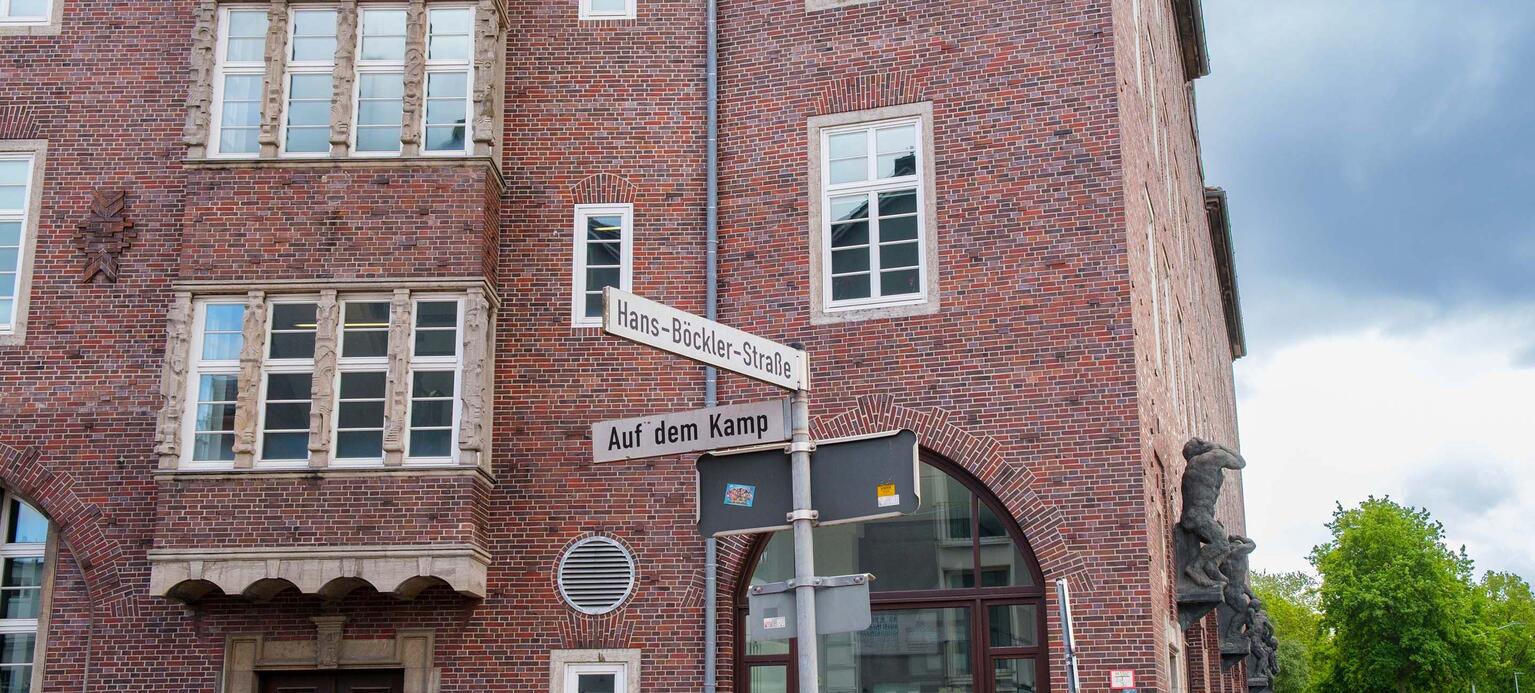 Hans-Böckler-Straße
Auf dem Kamp